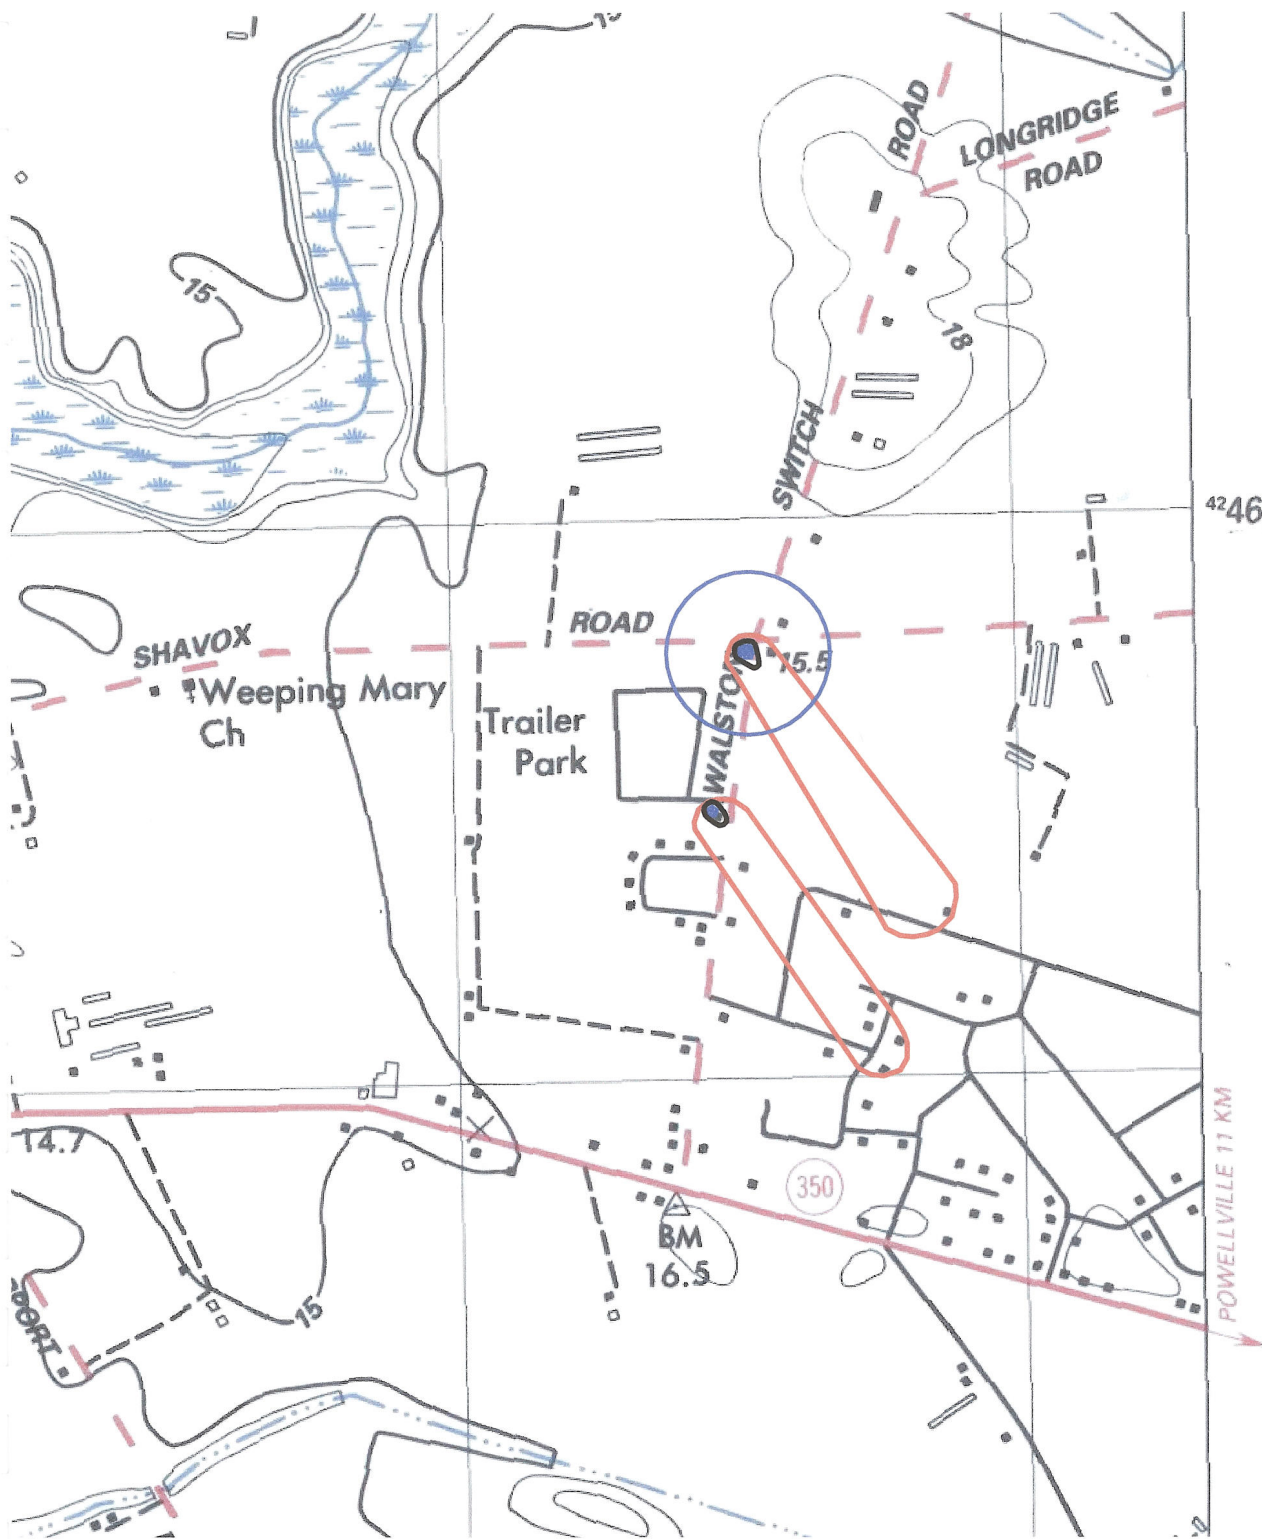 15
ROAD
LONGRIDGE
ROAD
15
18
SWITCH
4246
ROAD
SHAVOX
15.5
Weeping Mary
Ch
Trailer
Park
WALSTON
14.7
350
BM
16.5
15
POWELLVILLE 11 KM